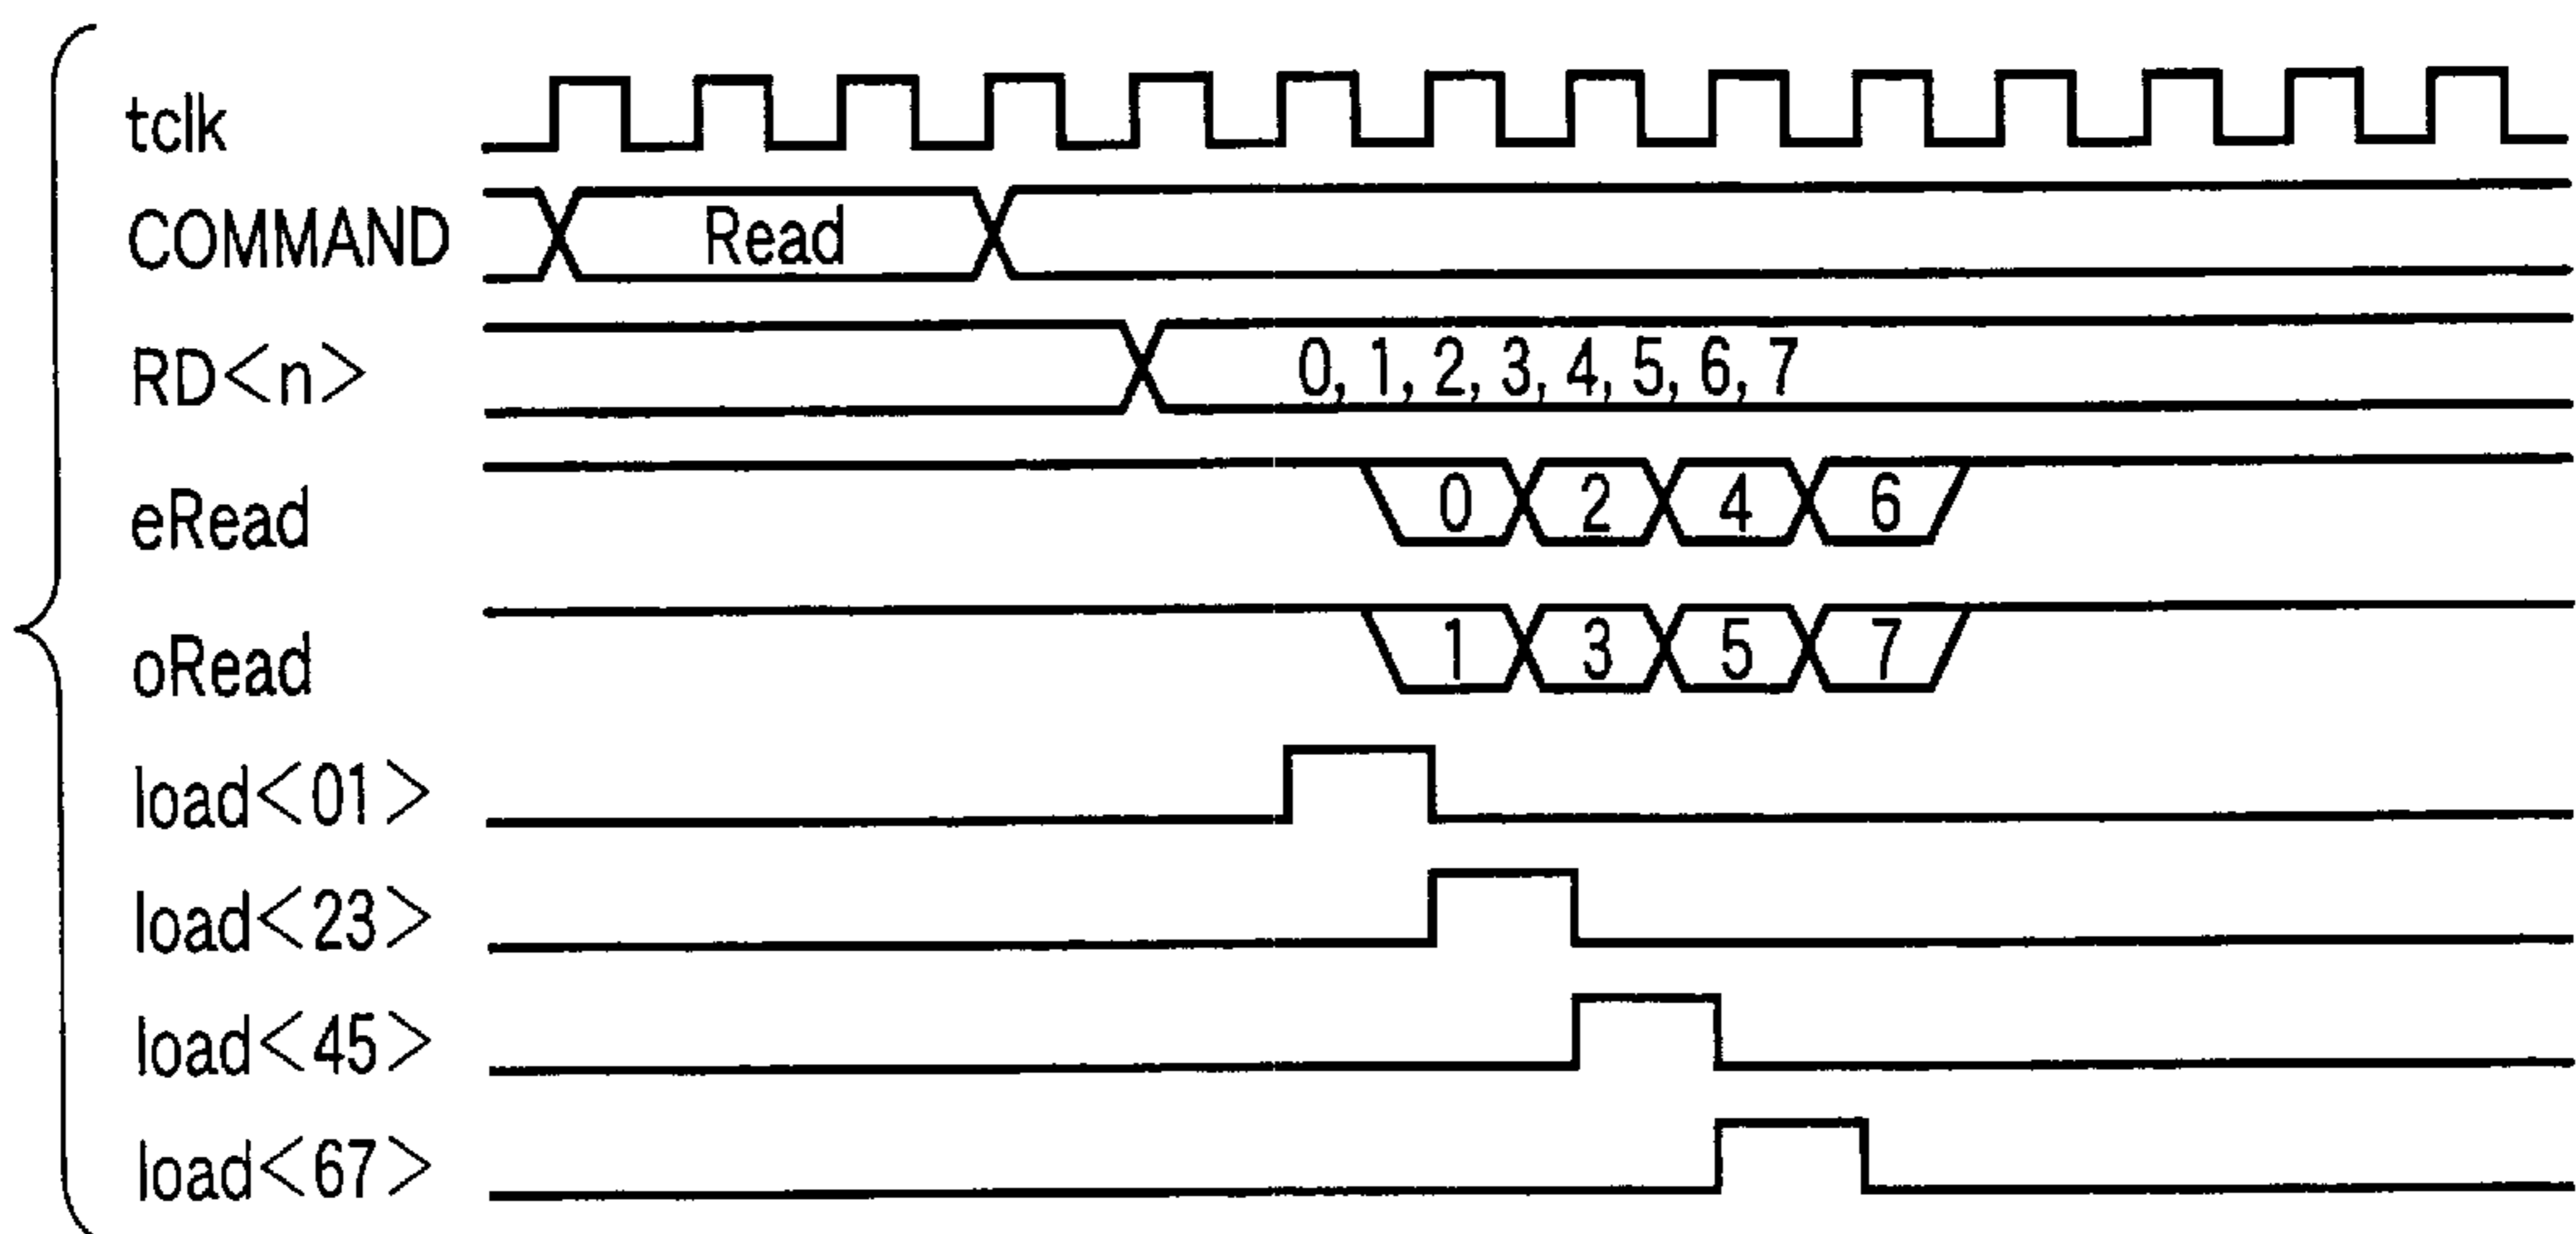 tclk
COMMAND Read
RD<n> 0, 1, 2, 3, 4, 5, 6, 7
eRead 0 2 4 6
oRead 1 3 5 7
load<01>
load<23>
load<45>
load<67>